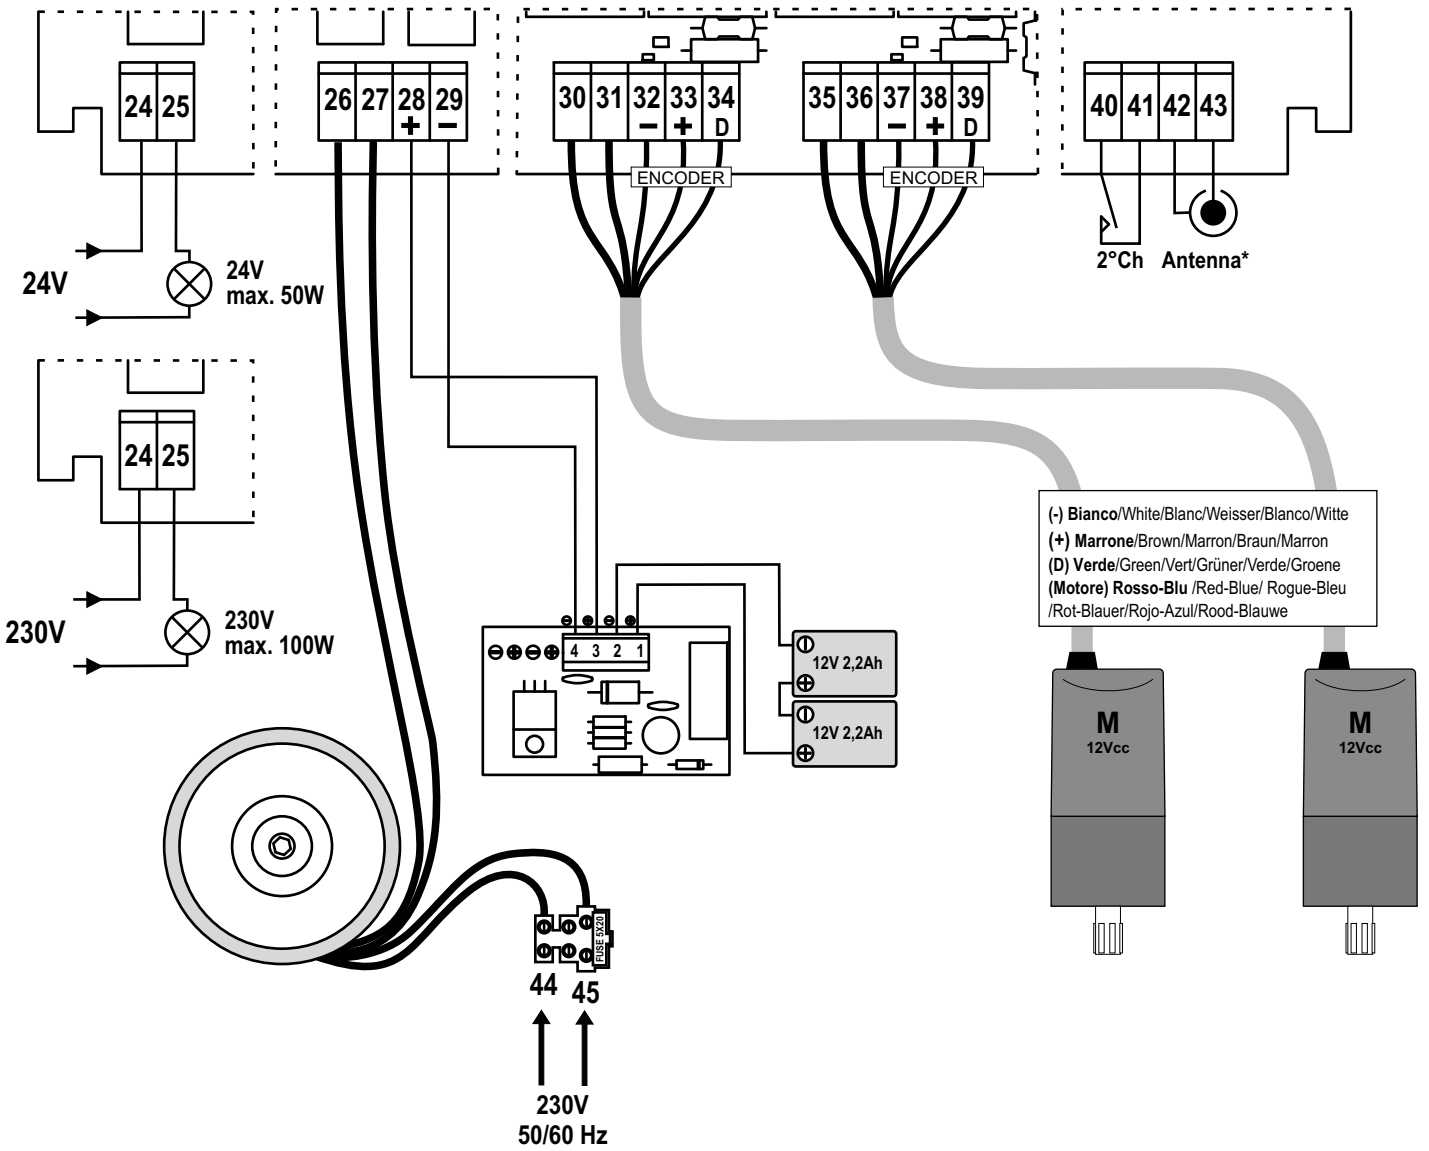 24 25
24V
24V
max. 50W
24 25
230V
230V
max. 100W
26 27 28 29
+ −
30 31 32 33 34
− + D
ENCODER
35 36 37 38 39
− + D
ENCODER
40 41 42 43
2°Ch Antenna*
(-) Bianco/White/Blanc/Weisser/Blanco/Witte
(+) Marrone/Brown/Marron/Braun/Marron
(D) Verde/Green/Vert/Grüner/Verde/Groene
(Motore) Rosso-Blu /Red-Blue/ Rogue-Bleu
/Rot-Blauer/Rojo-Azul/Rood-Blauwe
4 3 2 1
12V 2,2Ah
12V 2,2Ah
M
12Vcc
M
12Vcc
FUSE 5X20
44 45
230V
50/60 Hz